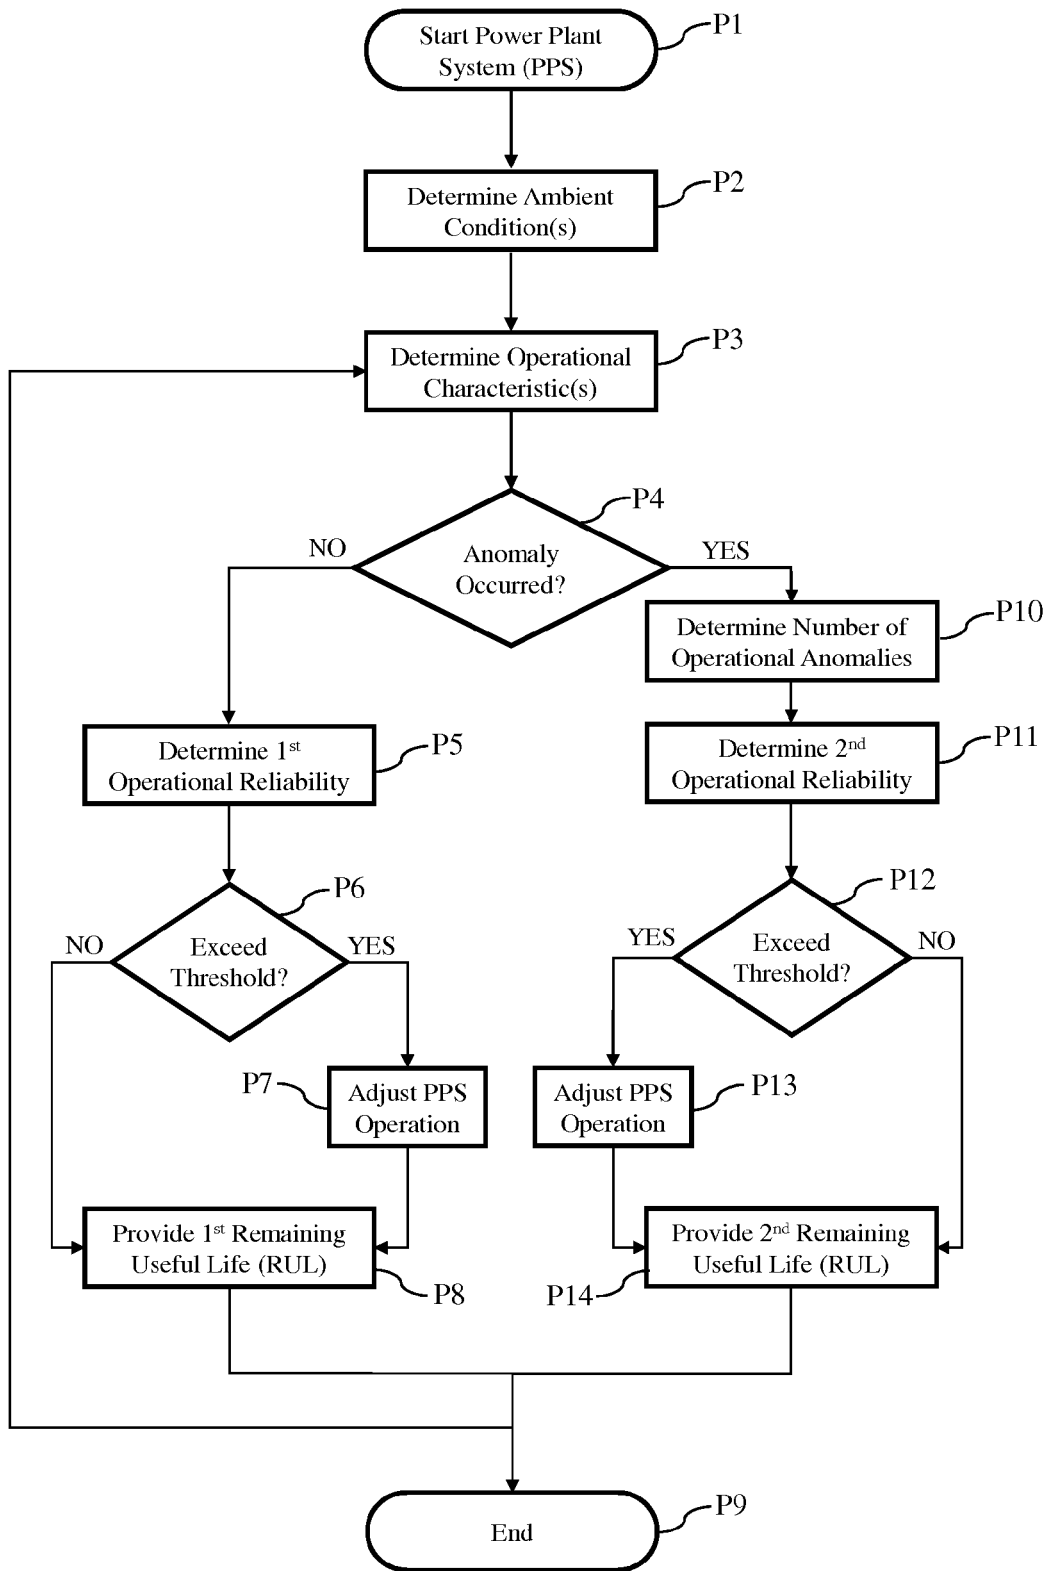 Start Power Plant
System (PPS)
P1
Determine Ambient
Condition(s)
P2
Determine Operational
Characteristic(s)
P3
Anomaly
Occurred?
P4
NO
YES
Determine 1st
Operational Reliability
P5
Exceed
Threshold?
P6
NO
YES
Adjust PPS
Operation
P7
Provide 1st Remaining
Useful Life (RUL)
P8
Determine Number of
Operational Anomalies
P10
Determine 2nd
Operational Reliability
P11
Exceed
Threshold?
P12
YES
NO
Adjust PPS
Operation
P13
Provide 2nd Remaining
Useful Life (RUL)
P14
End
P9